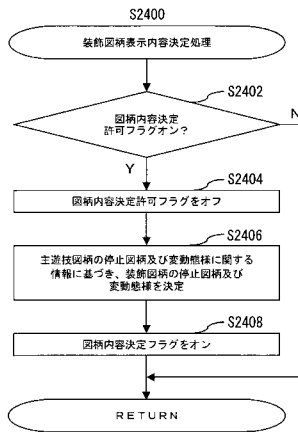 S2400
装飾図柄表示内容決定処理
S2402
図柄内容決定
許可フラグオン？
N
Y
S2404
図柄内容決定許可フラグをオフ
S2406
主遊技図柄の停止図柄及び変動態様に関する
情報に基づき、装飾図柄の停止図柄及び
変動態様を決定
S2408
図柄内容決定フラグをオン
RETURN